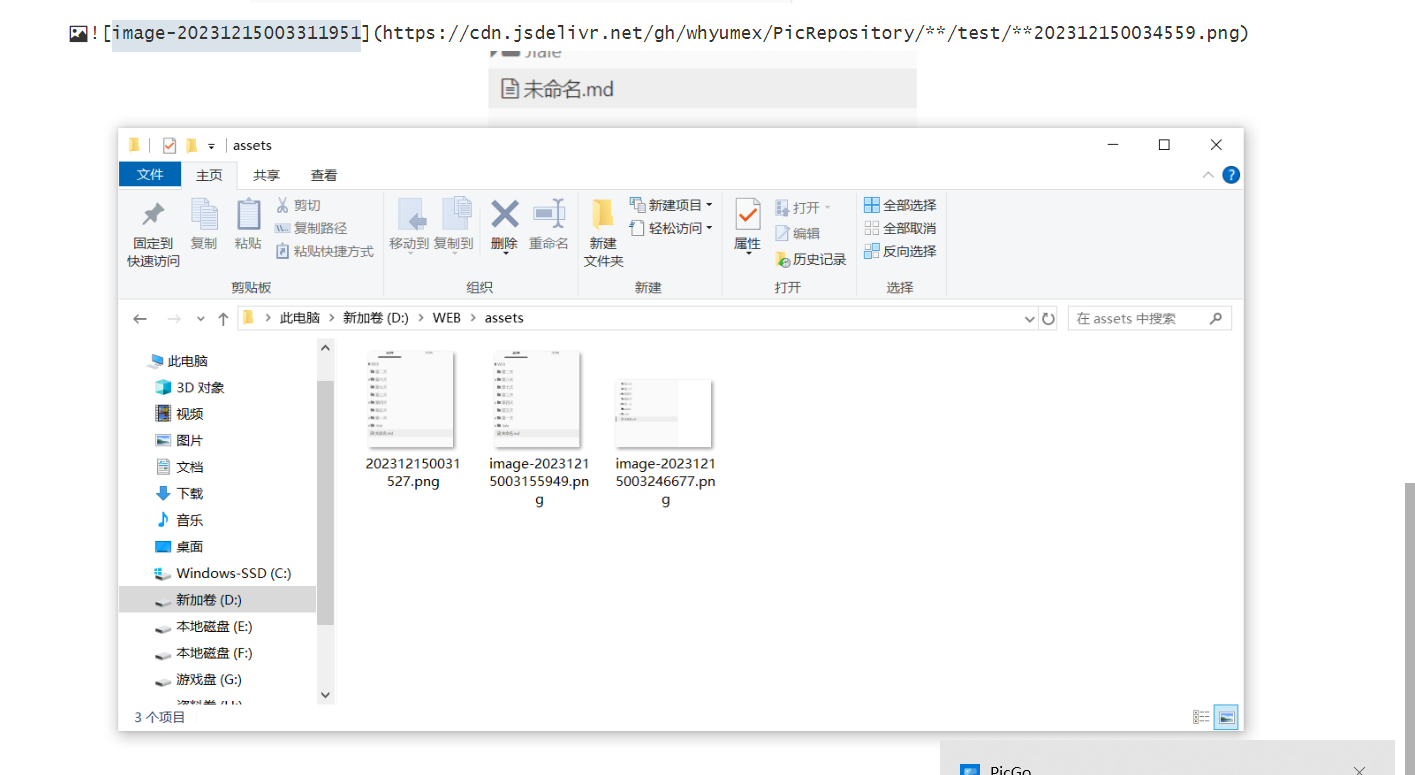 ![image-20231215003311951](https://cdn.jsdelivr.net/gh/whyumex/PicRepository/**/test/**202312150034559.png)
未命名.md
assets
文件 主页 共享 查看
剪切 新建项目 打开 全部选择
复制路径 轻松访问 编辑 全部取消
固定到 复制 粘贴 移动到 复制到 删除 重命名 新建 属性
快速访问 粘贴快捷方式 文件夹 历史记录 反向选择
剪贴板 组织 新建 打开 选择
此电脑 > 新加卷 (D:) > WEB > assets 在 assets 中搜索
此电脑
3D 对象
视频
图片
文档
下载
音乐
桌面
Windows-SSD (C:)
新加卷 (D:)
本地磁盘 (E:)
本地磁盘 (F:)
游戏盘 (G:)
202312150031
527.png
image-2023121
5003155949.pn
g
image-2023121
5003246677.pn
g
3 个项目
PicGo